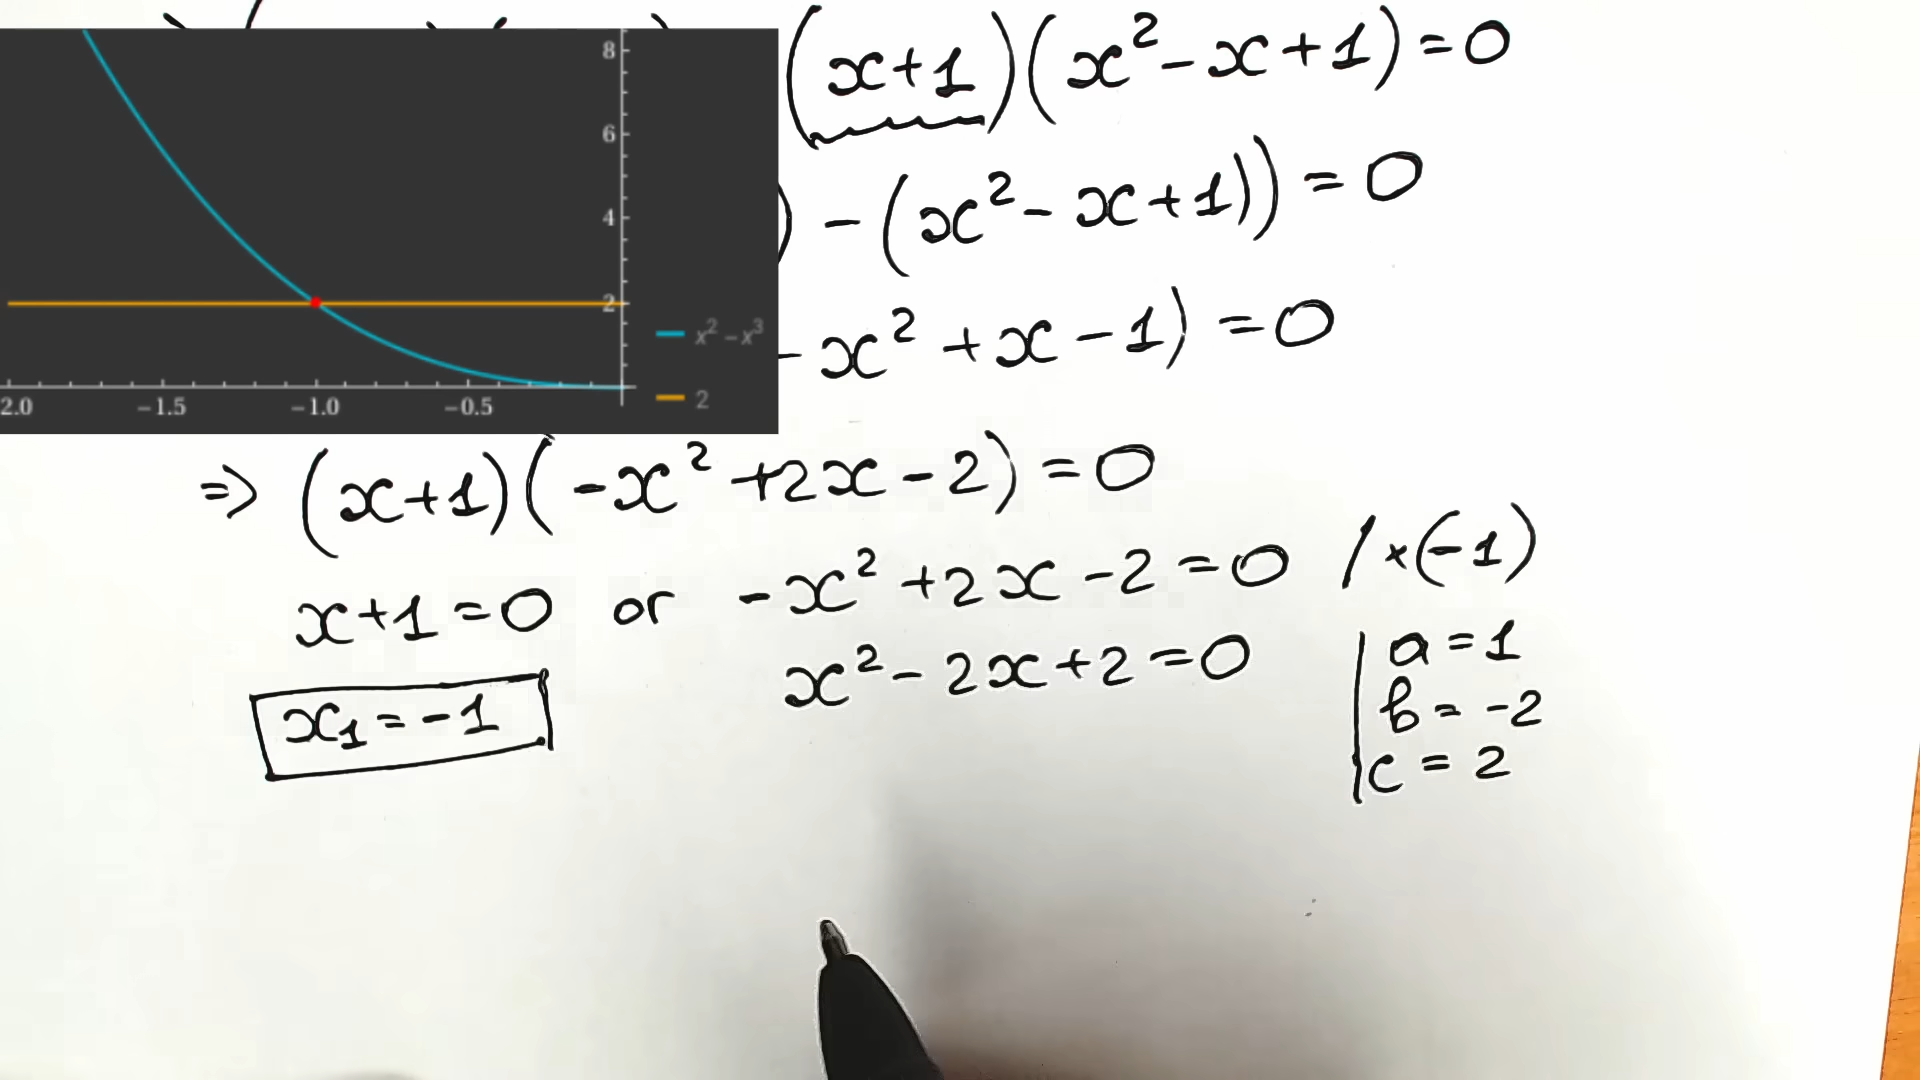 (x+1)(x²-x+1)=0
)-(x²-x+1))=0
-x²+x-1)=0
8
6
4
2
2.0 -1.5 -1.0 -0.5
x²-x³
2
=> (x+1)(-x²+2x-2)=0
x+1=0 or -x²+2x-2=0 /×(-1)
x²-2x+2=0
a=1
b=-2
c=2
x₁=-1